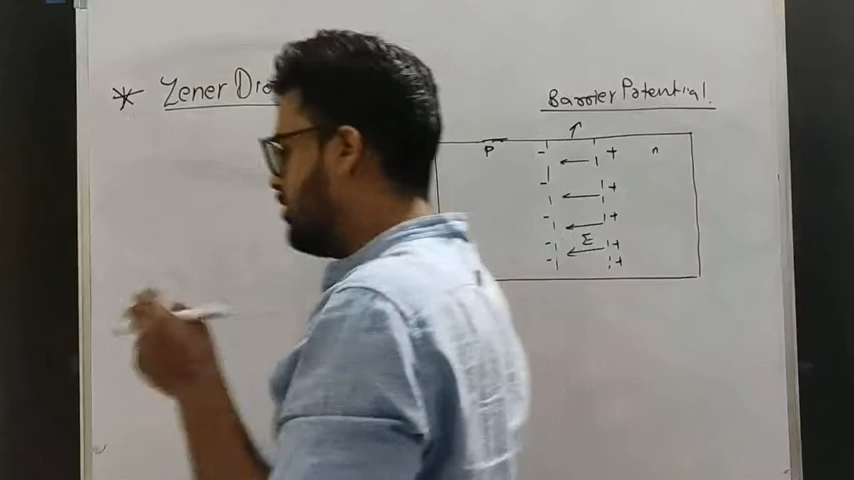 * Zener Dio
Barrier Potential.
P - + n
- +
- +
- Σ +
- +